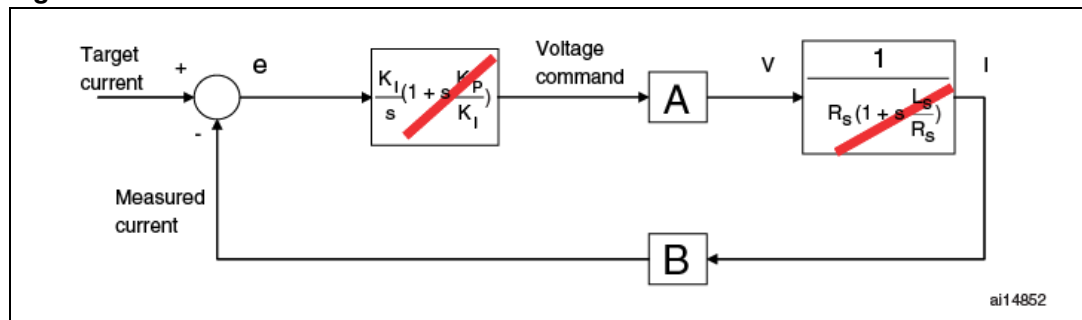 Target
current
+
-
e
K_I/s (1 + s K_P/K_I)
Voltage
command
A
V
1
R_s (1 + s L_s/R_s)
I
Measured
current
B
ai14852